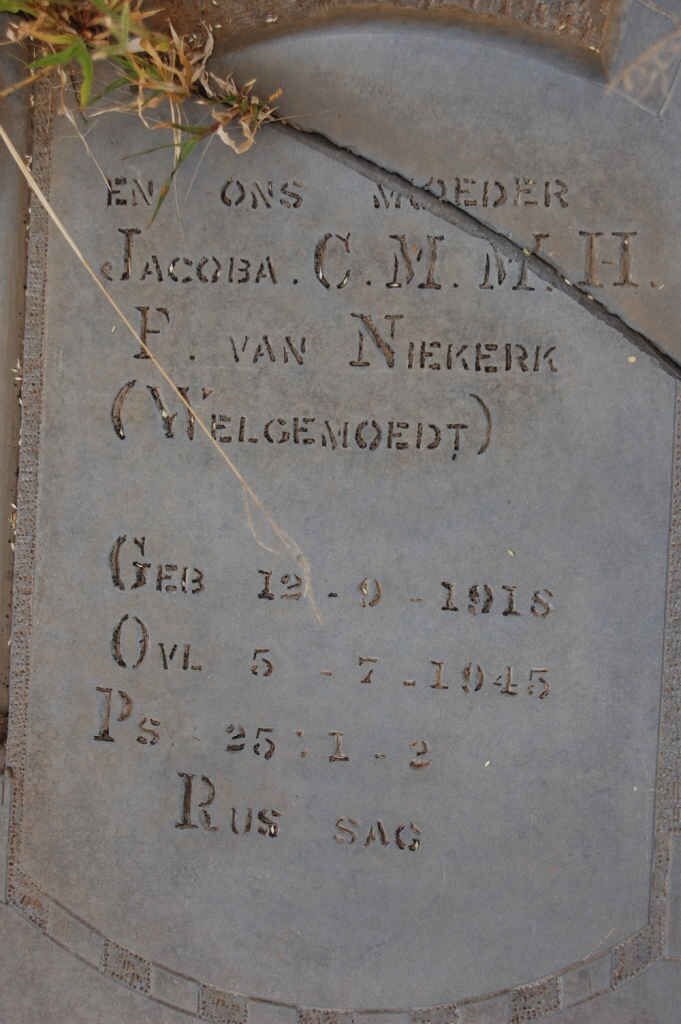 EN ONS MOEDER
JACOBA. C. M. M. H.
F. VAN NIEKERK
(WELGEMOEDT)
GEB 12-9-1918
OVL 5-7-1945
PS 25:1-2
RUS SAG